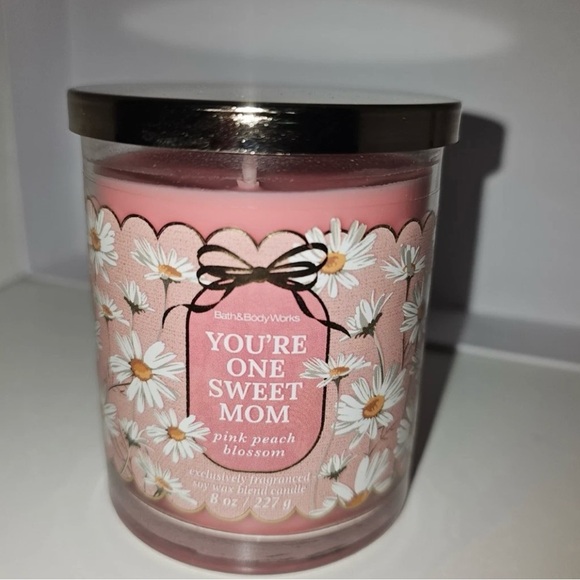 Bath&BodyWorks
YOU'RE
ONE
SWEET
MOM
pink peach
blossom
exclusively fragranced
soy wax blend candle
8 oz / 227 g